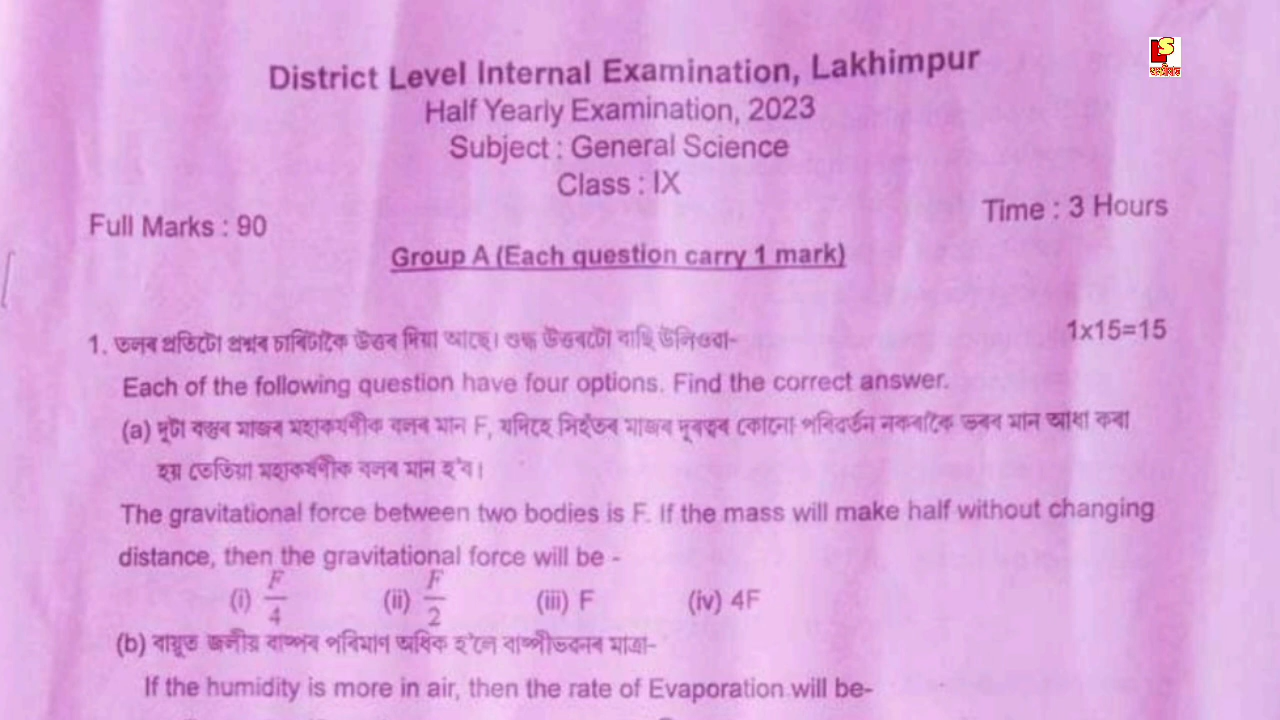 LS
District Level Internal Examination, Lakhimpur
Half Yearly Examination, 2023
Subject : General Science
Class : IX
Full Marks : 90
Time : 3 Hours
Group A (Each question carry 1 mark)
1. তলৰ প্ৰতিটো প্ৰশ্নৰ চাৰিটাকৈ উত্তৰ দিয়া আছে। শুদ্ধ উত্তৰটো বাছি উলিওৱা-
1x15=15
Each of the following question have four options. Find the correct answer.
(a) দুটা বস্তুৰ মাজৰ মহাকৰ্ষণীক বলৰ মান F, যদিহে সিহঁতৰ মাজৰ দূৰত্বৰ কোনো পৰিবৰ্তন নকৰাকৈ ভৰৰ মান আধা কৰা
হয় তেতিয়া মহাকৰ্ষণীক বলৰ মান হ'ব।
The gravitational force between two bodies is F. If the mass will make half without changing
distance, then the gravitational force will be -
(i) F/4 (ii) F/2 (iii) F (iv) 4F
(b) বায়ুত জলীয় বাষ্পৰ পৰিমাণ অধিক হ'লে বাষ্পীভৱনৰ মাত্ৰা-
If the humidity is more in air, then the rate of Evaporation will be-